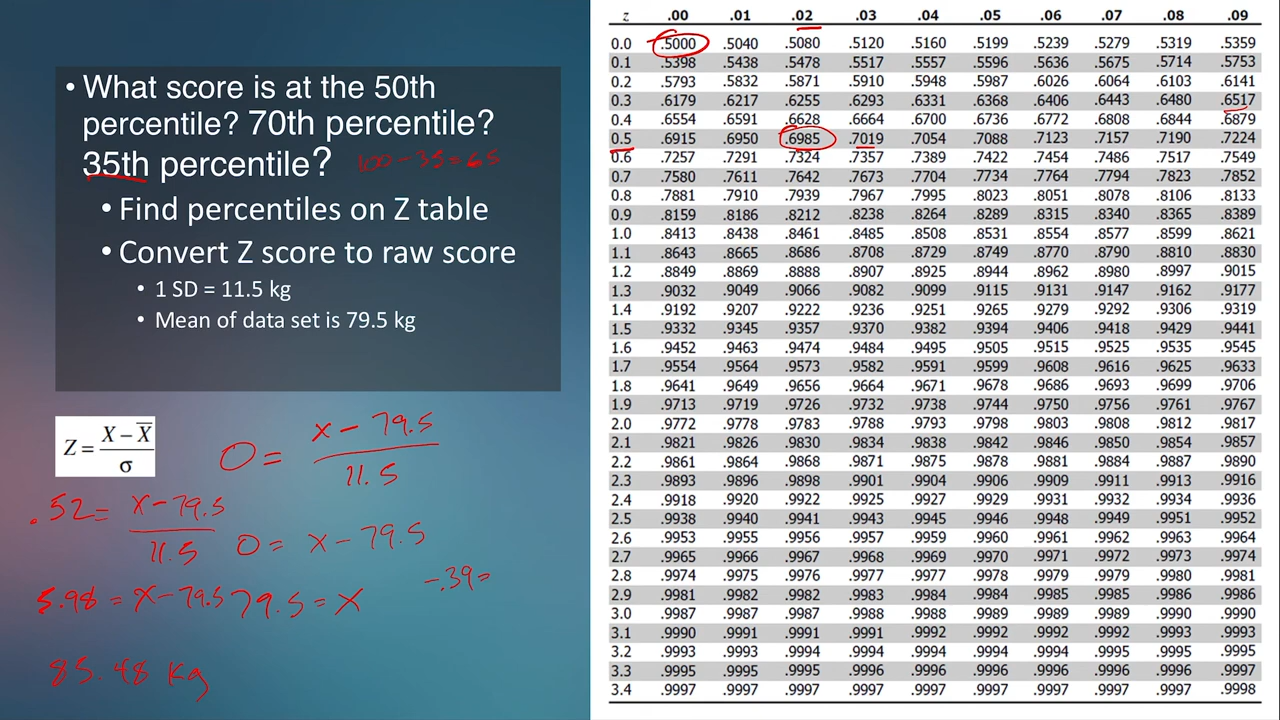 • What score is at the 50th
percentile? 70th percentile?
35th percentile? 100 - 35 = 65
• Find percentiles on Z table
• Convert Z score to raw score
• 1 SD = 11.5 kg
• Mean of data set is 79.5 kg
Z = X – X̅ / σ
0 = x - 79.5 / 11.5
.52 = x - 79.5 / 11.5
0 = x - 79.5
5.98 = x - 79.5
79.5 = x
-.39 =
85.48 kg
z .00 .01 .02 .03 .04 .05 .06 .07 .08 .09
0.0 .5000 .5040 .5080 .5120 .5160 .5199 .5239 .5279 .5319 .5359
0.1 .5398 .5438 .5478 .5517 .5557 .5596 .5636 .5675 .5714 .5753
0.2 .5793 .5832 .5871 .5910 .5948 .5987 .6026 .6064 .6103 .6141
0.3 .6179 .6217 .6255 .6293 .6331 .6368 .6406 .6443 .6480 .6517
0.4 .6554 .6591 .6628 .6664 .6700 .6736 .6772 .6808 .6844 .6879
0.5 .6915 .6950 .6985 .7019 .7054 .7088 .7123 .7157 .7190 .7224
0.6 .7257 .7291 .7324 .7357 .7389 .7422 .7454 .7486 .7517 .7549
0.7 .7580 .7611 .7642 .7673 .7704 .7734 .7764 .7794 .7823 .7852
0.8 .7881 .7910 .7939 .7967 .7995 .8023 .8051 .8078 .8106 .8133
0.9 .8159 .8186 .8212 .8238 .8264 .8289 .8315 .8340 .8365 .8389
1.0 .8413 .8438 .8461 .8485 .8508 .8531 .8554 .8577 .8599 .8621
1.1 .8643 .8665 .8686 .8708 .8729 .8749 .8770 .8790 .8810 .8830
1.2 .8849 .8869 .8888 .8907 .8925 .8944 .8962 .8980 .8997 .9015
1.3 .9032 .9049 .9066 .9082 .9099 .9115 .9131 .9147 .9162 .9177
1.4 .9192 .9207 .9222 .9236 .9251 .9265 .9279 .9292 .9306 .9319
1.5 .9332 .9345 .9357 .9370 .9382 .9394 .9406 .9418 .9429 .9441
1.6 .9452 .9463 .9474 .9484 .9495 .9505 .9515 .9525 .9535 .9545
1.7 .9554 .9564 .9573 .9582 .9591 .9599 .9608 .9616 .9625 .9633
1.8 .9641 .9649 .9656 .9664 .9671 .9678 .9686 .9693 .9699 .9706
1.9 .9713 .9719 .9726 .9732 .9738 .9744 .9750 .9756 .9761 .9767
2.0 .9772 .9778 .9783 .9788 .9793 .9798 .9803 .9808 .9812 .9817
2.1 .9821 .9826 .9830 .9834 .9838 .9842 .9846 .9850 .9854 .9857
2.2 .9861 .9864 .9868 .9871 .9875 .9878 .9881 .9884 .9887 .9890
2.3 .9893 .9896 .9898 .9901 .9904 .9906 .9909 .9911 .9913 .9916
2.4 .9918 .9920 .9922 .9925 .9927 .9929 .9931 .9932 .9934 .9936
2.5 .9938 .9940 .9941 .9943 .9945 .9946 .9948 .9949 .9951 .9952
2.6 .9953 .9955 .9956 .9957 .9959 .9960 .9961 .9962 .9963 .9964
2.7 .9965 .9966 .9967 .9968 .9969 .9970 .9971 .9972 .9973 .9974
2.8 .9974 .9975 .9976 .9977 .9977 .9978 .9979 .9979 .9980 .9981
2.9 .9981 .9982 .9982 .9983 .9984 .9984 .9985 .9985 .9986 .9986
3.0 .9987 .9987 .9987 .9988 .9988 .9989 .9989 .9989 .9990 .9990
3.1 .9990 .9991 .9991 .9991 .9992 .9992 .9992 .9992 .9993 .9993
3.2 .9993 .9993 .9994 .9994 .9994 .9994 .9994 .9995 .9995 .9995
3.3 .9995 .9995 .9995 .9996 .9996 .9996 .9996 .9996 .9996 .9997
3.4 .9997 .9997 .9997 .9997 .9997 .9997 .9997 .9997 .9997 .9998